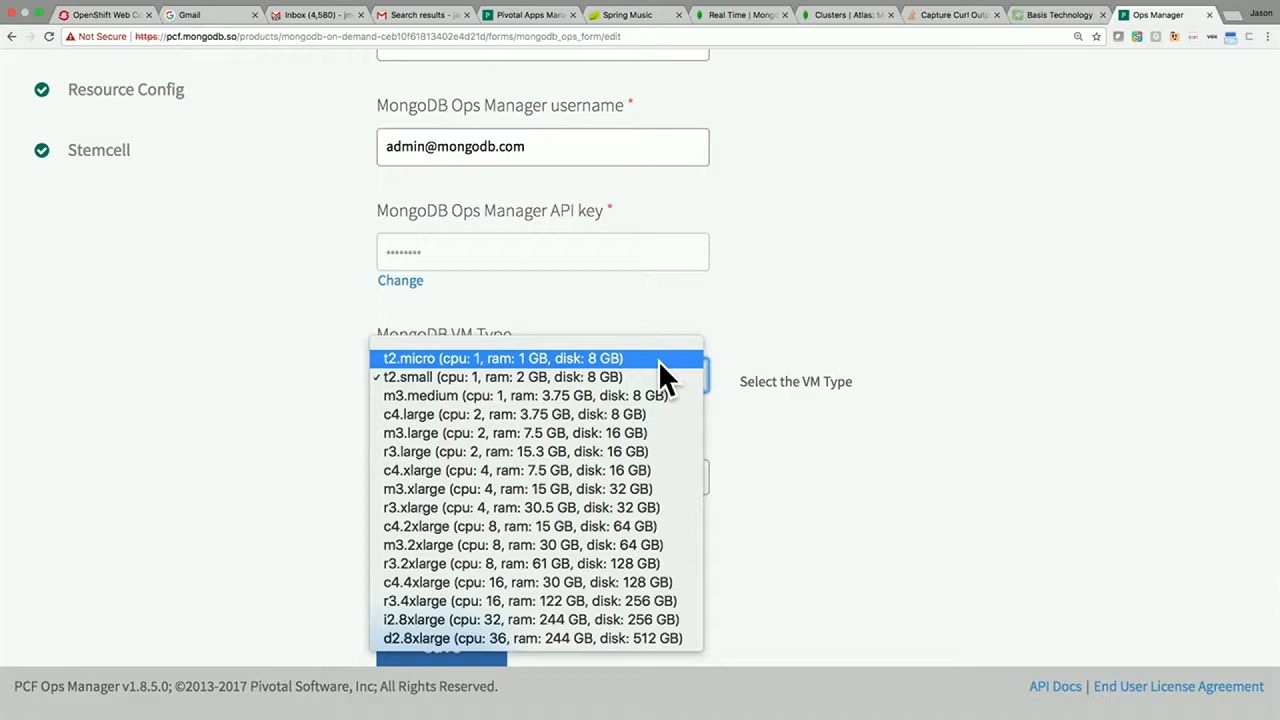 OpenShift Web Co
Gmail
Inbox (4,580) - jm
Search results - ja
Pivotal Apps Man
Spring Music
Real Time | Mong
Clusters | Atlas: M
Capture Curl Outp
Basis Technology
Ops Manager
Jason
Not Secure
https://pcf.mongodb.so/products/mongodb-on-demand-ceb10f61813402e4d21d/forms/mongodb_ops_form/edit
Resource Config
Stemcell
MongoDB Ops Manager username *
admin@mongodb.com
MongoDB Ops Manager API key *
••••••••
Change
MongoDB VM Type
t2.micro (cpu: 1, ram: 1 GB, disk: 8 GB)
✓ t2.small (cpu: 1, ram: 2 GB, disk: 8 GB)
m3.medium (cpu: 1, ram: 3.75 GB, disk: 8 GB)
c4.large (cpu: 2, ram: 3.75 GB, disk: 8 GB)
m3.large (cpu: 2, ram: 7.5 GB, disk: 16 GB)
r3.large (cpu: 2, ram: 15.3 GB, disk: 16 GB)
c4.xlarge (cpu: 4, ram: 7.5 GB, disk: 16 GB)
m3.xlarge (cpu: 4, ram: 15 GB, disk: 32 GB)
r3.xlarge (cpu: 4, ram: 30.5 GB, disk: 32 GB)
c4.2xlarge (cpu: 8, ram: 15 GB, disk: 64 GB)
m3.2xlarge (cpu: 8, ram: 30 GB, disk: 64 GB)
r3.2xlarge (cpu: 8, ram: 61 GB, disk: 128 GB)
c4.4xlarge (cpu: 16, ram: 30 GB, disk: 128 GB)
r3.4xlarge (cpu: 16, ram: 122 GB, disk: 256 GB)
i2.8xlarge (cpu: 32, ram: 244 GB, disk: 256 GB)
d2.8xlarge (cpu: 36, ram: 244 GB, disk: 512 GB)
Select the VM Type
PCF Ops Manager v1.8.5.0; ©2013-2017 Pivotal Software, Inc; All Rights Reserved.
API Docs | End User License Agreement